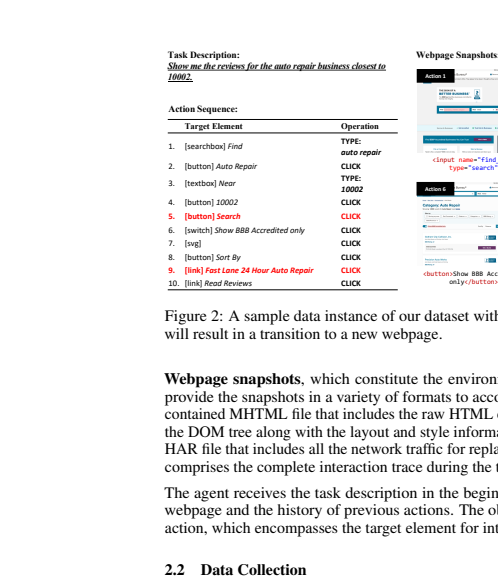 Task Description:
Show me the reviews for the auto repair business closest to
10002.
Action Sequence:
Target Element Operation
1. [searchbox] Find TYPE: auto repair
2. [button] Auto Repair CLICK
3. [textbox] Near TYPE: 10002
4. [button] 10002 CLICK
5. [button] Search CLICK
6. [switch] Show BBB Accredited only CLICK
7. [svg] CLICK
8. [button] Sort By CLICK
9. [link] Fast Lane 24 Hour Auto Repair CLICK
10. [link] Read Reviews CLICK
Webpage Snapshots:
Action 1
<input name="find_
type="search"
Action 6
Category: Auto Repair
<button>Show BBB Acc
only</button>
Figure 2: A sample data instance of our dataset with
will result in a transition to a new webpage.
Webpage snapshots, which constitute the environ
provide the snapshots in a variety of formats to acco
contained MHTML file that includes the raw HTML
the DOM tree along with the layout and style informa
HAR file that includes all the network traffic for repla
comprises the complete interaction trace during the t
The agent receives the task description in the begin
webpage and the history of previous actions. The o
action, which encompasses the target element for int
2.2 Data Collection